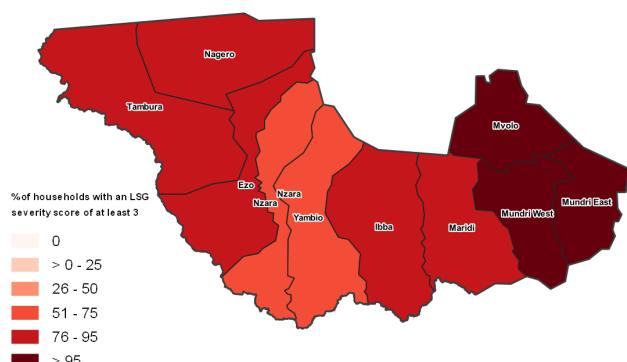 Nagero
Tambura
Mvolo
Ezo
Nzara
Nzara
Yambio
Ibba
Maridi
Mundri West
Mundri East
% of households with an LSG
severity score of at least 3
0
> 0 - 25
26 - 50
51 - 75
76 - 95
> 95